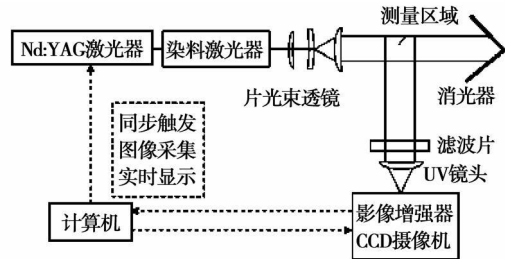 测量区域
Nd:YAG激光器
染料激光器
片光束透镜
消光器
同步触发
图像采集
实时显示
滤波片
UV镜头
计算机
影像增强器
CCD摄像机